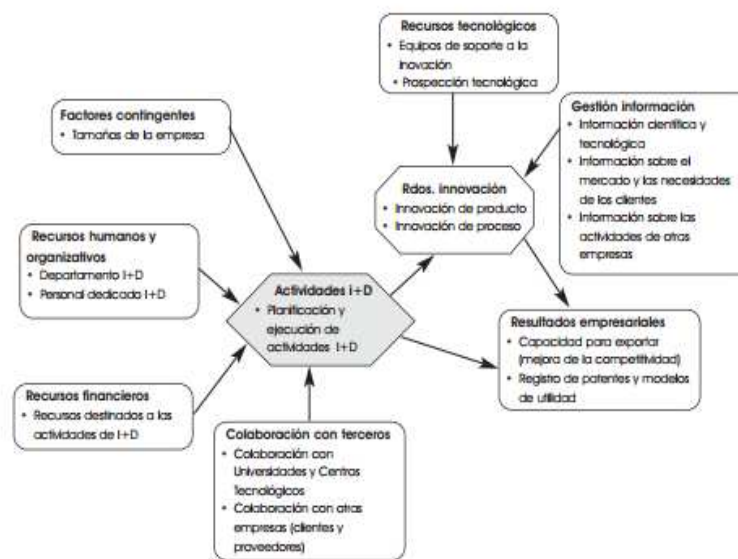 Recursos tecnológicos
• Equipos de soporte a la
Inovación
• Prospección tecnológica
Factores contingentes
• Tamañas de la empresa
Gestión información
• Información científica y
tecnológica
• Información sobre el
mercado y las necesidades
de los clientes
• Información sobre las
actividades de otras
empresas
Rdos. innovación
• Innovación de producto
• Innovación de proceso
Recursos humanos y
organizativos
• Departamento I+D
• Personal dedicada I+D
Actividades i+D
• Planificación y
ejecución de
actividades I+D
Resultados empresariales
• Capacidad para exportar
(mejora de la competitividad)
• Registro de patentes y modelos
de utilidad
Recursos financieros
• Recursos destinados a las
actividades de I+D
Colaboración con terceros
• Colaboración con
Universidades y Centros
Tecnológicos
• Colaboración con otras
empresas (clientes y
proveedores)